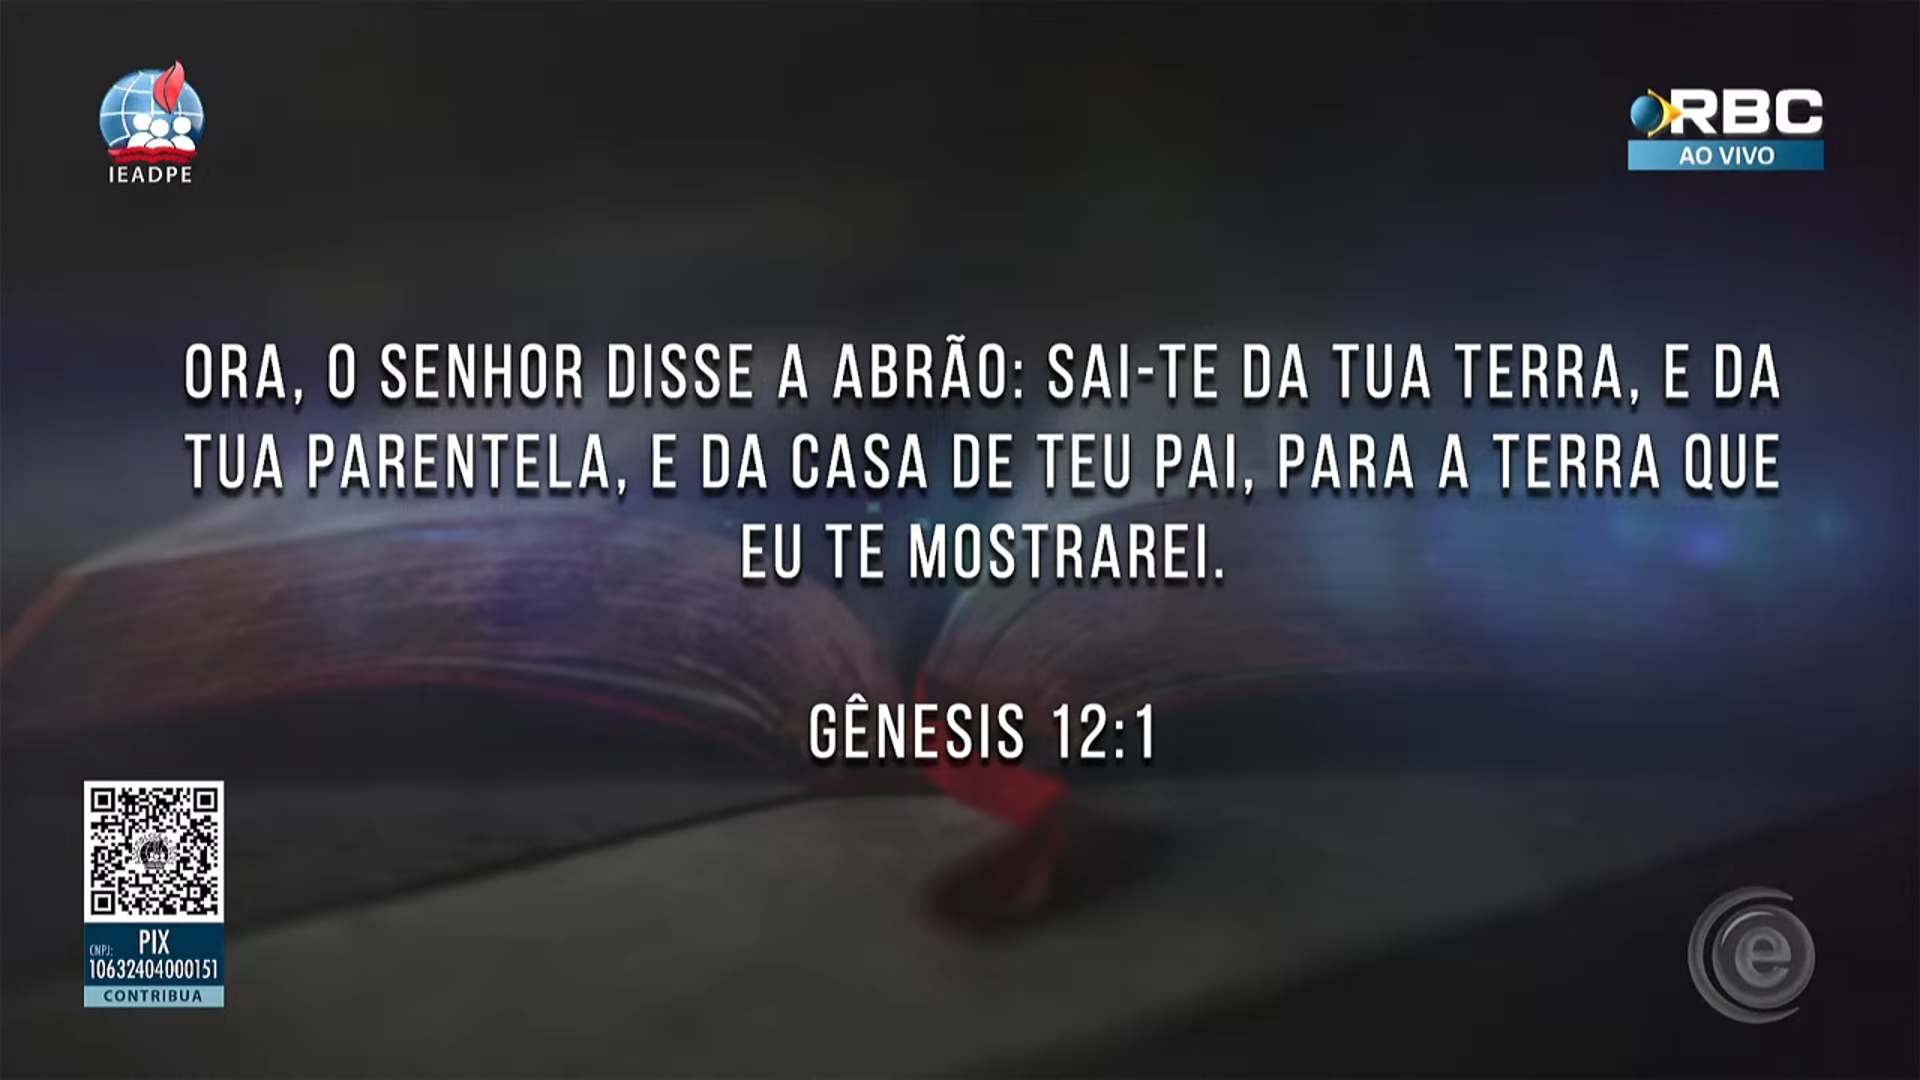 IEADPE
RBC
AO VIVO
ORA, O SENHOR DISSE A ABRÃO: SAI-TE DA TUA TERRA, E DA
TUA PARENTELA, E DA CASA DE TEU PAI, PARA A TERRA QUE
EU TE MOSTRAREI.
GÊNESIS 12:1
CNPJ: PIX
10632404000151
CONTRIBUA
e